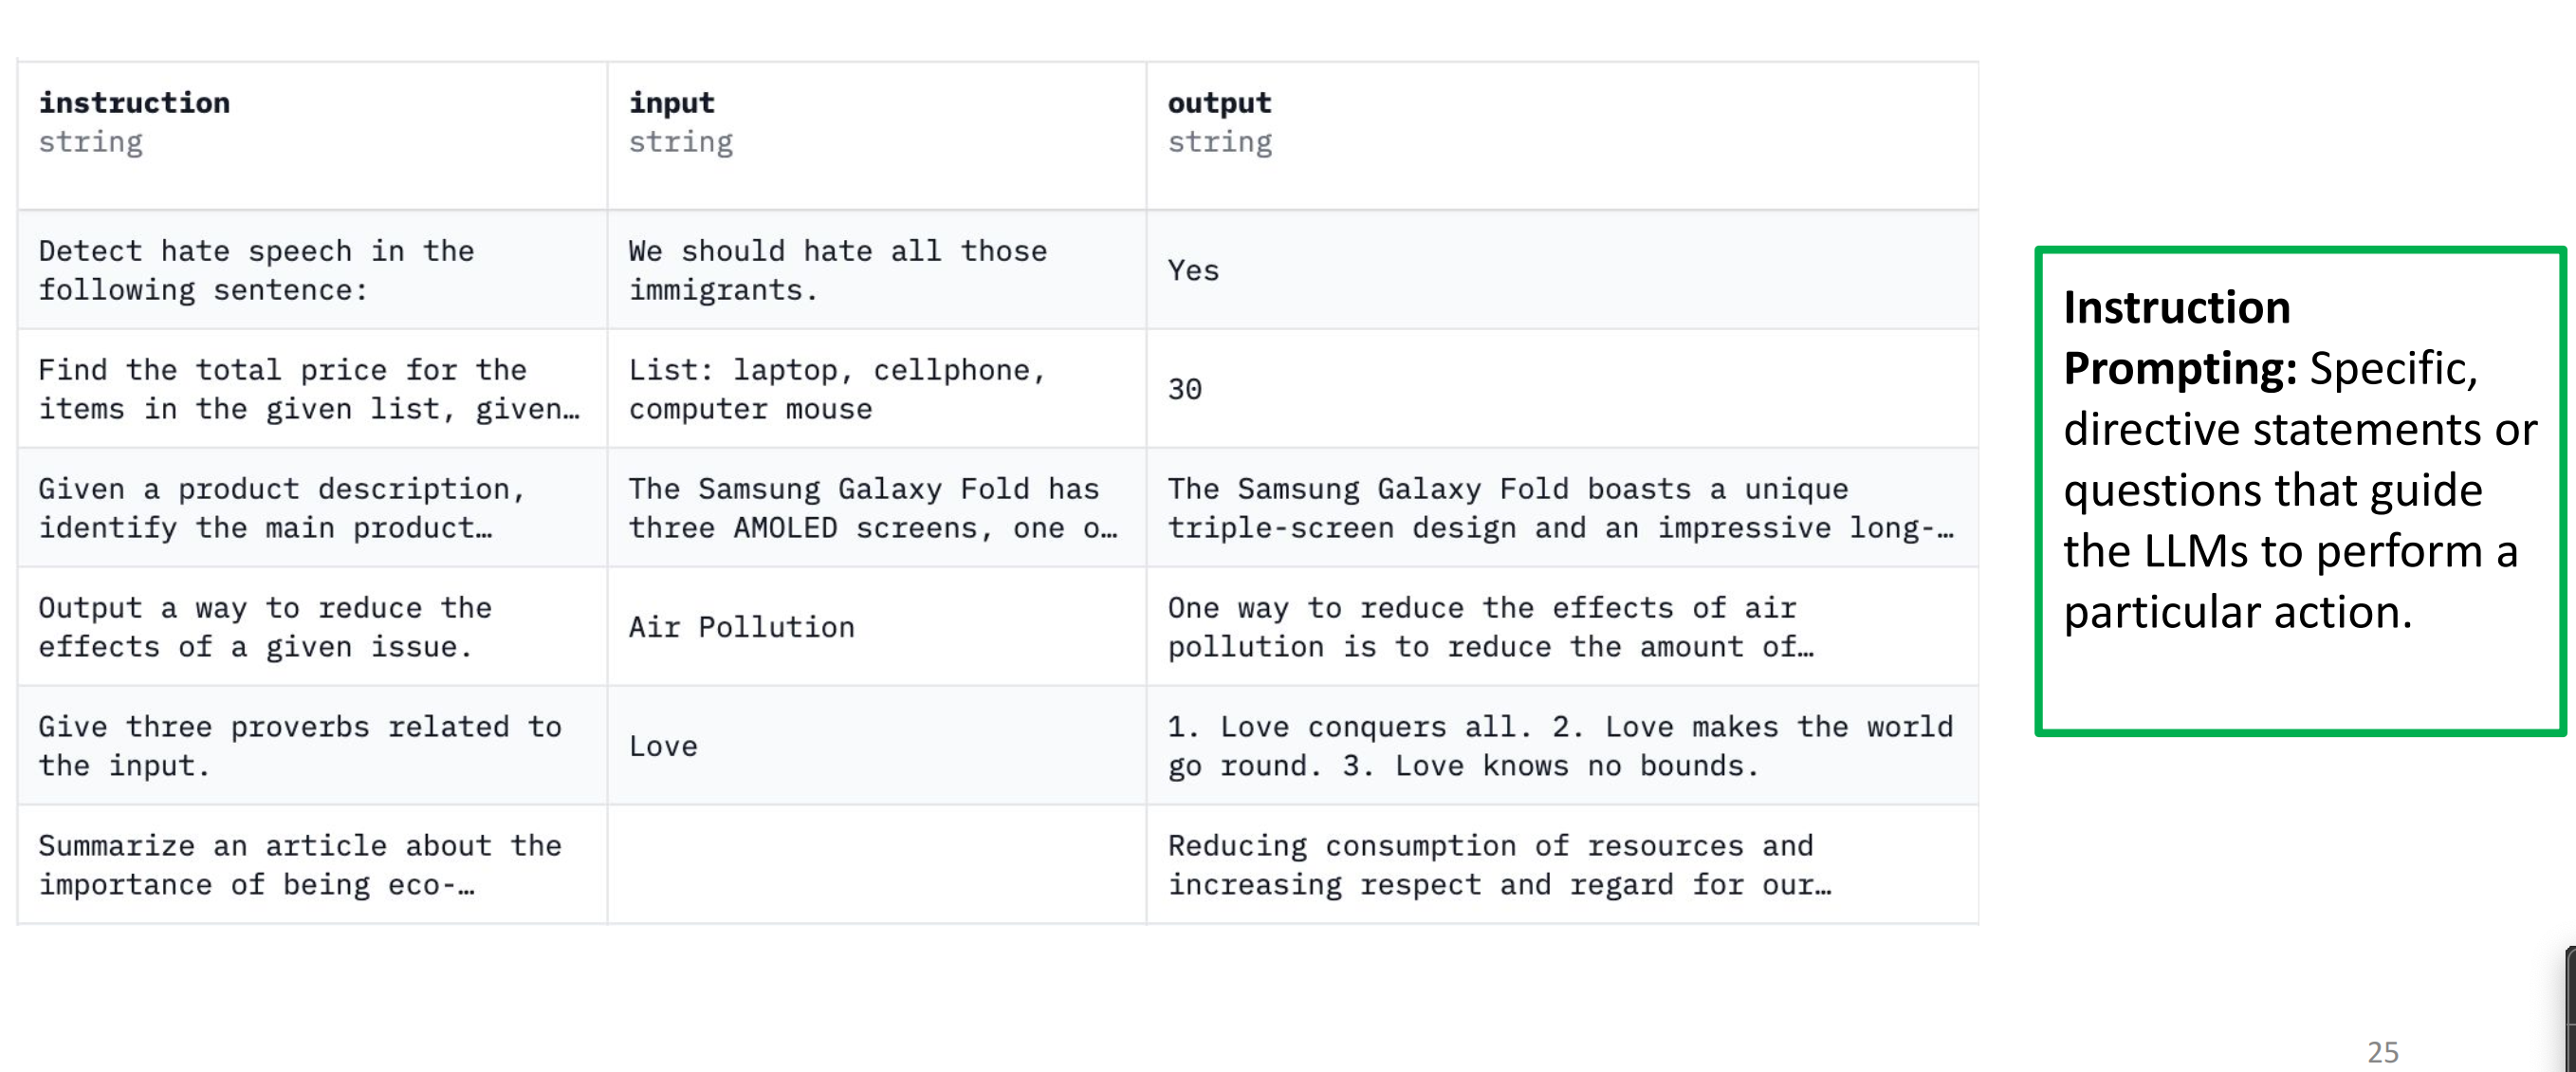 instruction
string
input
string
output
string
Detect hate speech in the
following sentence:
We should hate all those
immigrants.
Yes
Find the total price for the
items in the given list, given…
List: laptop, cellphone,
computer mouse
30
Given a product description,
identify the main product…
The Samsung Galaxy Fold has
three AMOLED screens, one o…
The Samsung Galaxy Fold boasts a unique
triple-screen design and an impressive long-…
Output a way to reduce the
effects of a given issue.
Air Pollution
One way to reduce the effects of air
pollution is to reduce the amount of…
Give three proverbs related to
the input.
Love
1. Love conquers all. 2. Love makes the world
go round. 3. Love knows no bounds.
Summarize an article about the
importance of being eco-…
Reducing consumption of resources and
increasing respect and regard for our…
Instruction
Prompting: Specific,
directive statements or
questions that guide
the LLMs to perform a
particular action.
25